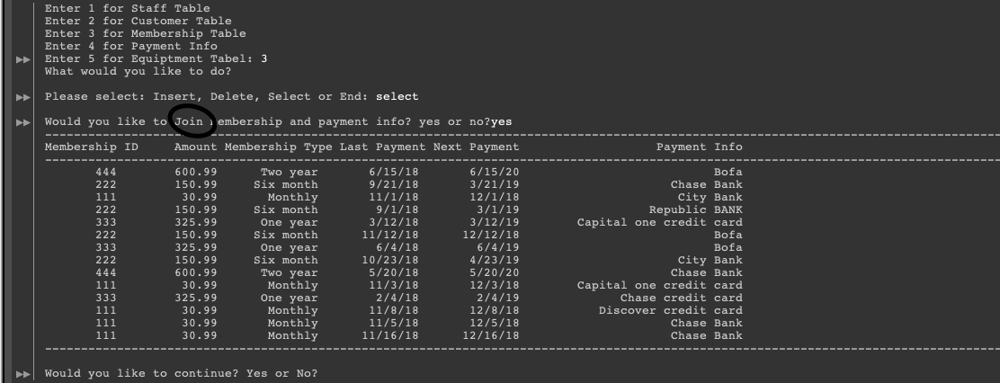 Enter 1 for Staff Table
Enter 2 for Customer Table
Enter 3 for Membership Table
Enter 4 for Payment Info
Enter 5 for Equiptment Tabel: 3
What would you like to do?
Please select: Insert, Delete, Select or End: select
Would you like to Join membership and payment info? yes or no?yes
Membership ID Amount Membership Type Last Payment Next Payment Payment Info
444 600.99 Two year 6/15/18 6/15/20 Bofa
222 150.99 Six month 9/21/18 3/21/19 Chase Bank
111 30.99 Monthly 11/1/18 12/1/18 City Bank
222 150.99 Six month 9/1/18 3/1/19 Republic BANK
333 325.99 One year 3/12/18 3/12/19 Capital one credit card
222 150.99 Six month 11/12/18 12/12/18 Bofa
333 325.99 One year 6/4/18 6/4/19 Bofa
222 150.99 Six month 10/23/18 4/23/19 City Bank
444 600.99 Two year 5/20/18 5/20/20 Chase Bank
111 30.99 Monthly 11/3/18 12/3/18 Capital one credit card
333 325.99 One year 2/4/18 2/4/19 Chase credit card
111 30.99 Monthly 11/8/18 12/8/18 Discover credit card
111 30.99 Monthly 11/5/18 12/5/18 Chase Bank
111 30.99 Monthly 11/16/18 12/16/18 Chase Bank
Would you like to continue? Yes or No?